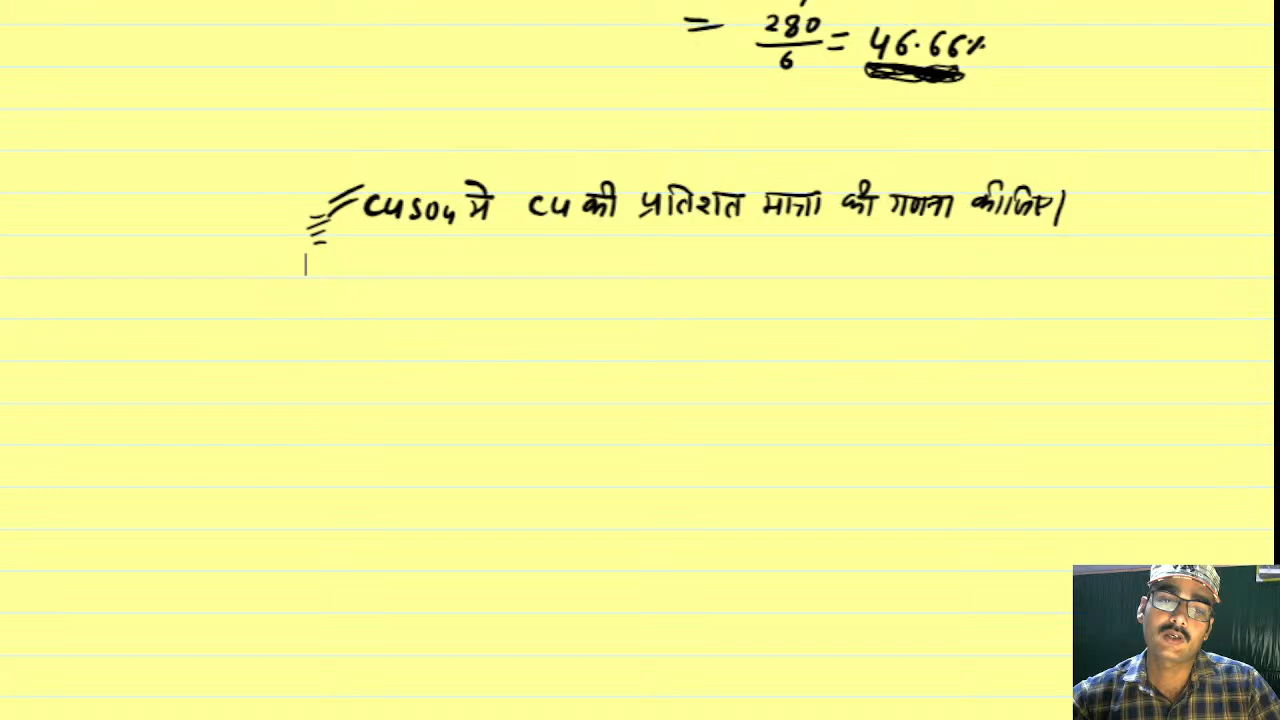 = 280/6 = 46.66%
CuSO4 मे Cu की प्रतिशत मात्रा की गणना कीजिए।